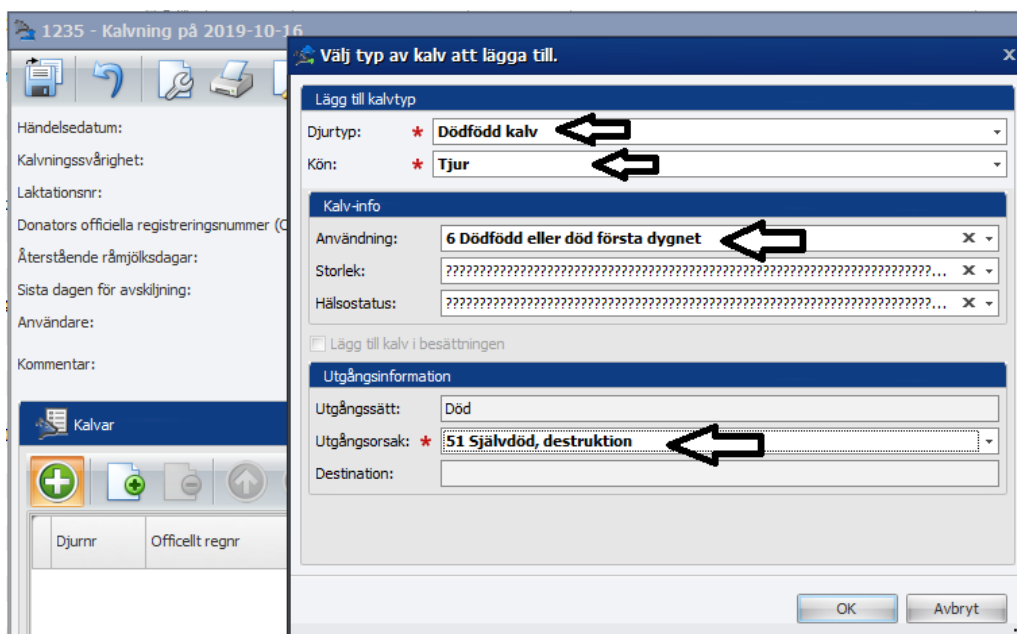 1235 - Kalvning på 2019-10-16
Händelsedatum:
Kalvningssvårighet:
Laktationsnr:
Donators officiella registreringsnummer (
Återstående råmjölksdagar:
Sista dagen för avskiljning:
Användare:
Kommentar:
Kalvar
Djurnr Officellt regnr
Välj typ av kalv att lägga till. x
Lägg till kalvtyp
Djurtyp: * Dödfödd kalv
Kön: * Tjur
Kalv-info
Användning: 6 Dödfödd eller död första dygnet
Storlek: ????????????????????????????????????????????????????????????????????????...
Hälsostatus: ????????????????????????????????????????????????????????????????????????...
Lägg till kalv i besättningen
Utgångsinformation
Utgångssätt: Död
Utgångsorsak: * 51 Självdöd, destruktion
Destination:
OK Avbryt